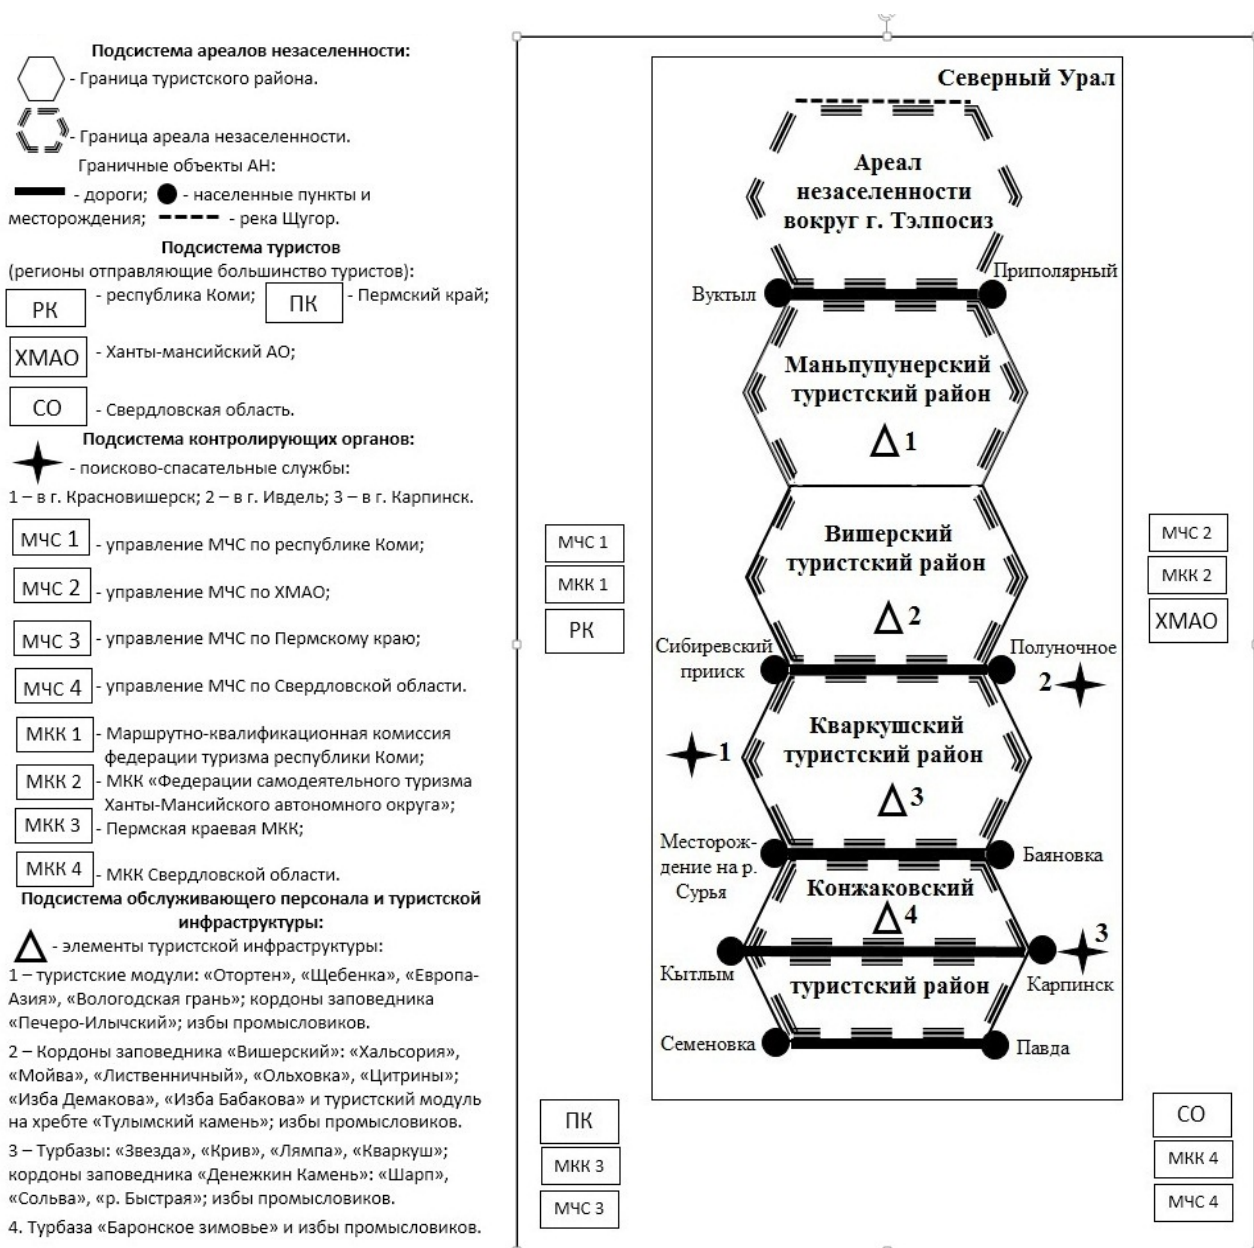 Подсистема ареалов незаселенности:
- Граница туристского района.
- Граница ареала незаселенности.
Граничные объекты АН:
- дороги; - населенные пункты и
месторождения; - река Щугор.
Подсистема туристов
(регионы отправляющие большинство туристов):
РК - республика Коми; ПК - Пермский край;
ХМАО - Ханты-мансийский АО;
СО - Свердловская область.
Подсистема контролирующих органов:
- поисково-спасательные службы:
1 – в г. Красновишерск; 2 – в г. Ивдель; 3 – в г. Карпинск.
МЧС 1 - управление МЧС по республике Коми;
МЧС 2 - управление МЧС по ХМАО;
МЧС 3 - управление МЧС по Пермскому краю;
МЧС 4 - управление МЧС по Свердловской области.
МКК 1 - Маршрутно-квалификационная комиссия
федерации туризма республики Коми;
МКК 2 - МКК «Федерации самодеятельного туризма
Ханты-Мансийского автономного округа»;
МКК 3 - Пермская краевая МКК;
МКК 4 - МКК Свердловской области.
Подсистема обслуживающего персонала и туристской
инфраструктуры:
- элементы туристской инфраструктуры:
1 – туристские модули: «Отортен», «Щебенка», «Европа-
Азия», «Вологодская грань»; кордоны заповедника
«Печеро-Илычский»; избы промысловиков.
2 – Кордоны заповедника «Вишерский»: «Хальсория»,
«Мойва», «Лиственничный», «Ольховка», «Цитрины»;
«Изба Демакова», «Изба Бабакова» и туристский модуль
на хребте «Тулымский камень»; избы промысловиков.
3 – Турбазы: «Звезда», «Крив», «Лямпа», «Кваркуш»;
кордоны заповедника «Денежкин Камень»: «Шарп»,
«Сольва», «р. Быстрая»; избы промысловиков.
4. Турбаза «Баронское зимовье» и избы промысловиков.
Северный Урал
Ареал
незаселенности
вокруг г. Тэлпосиз
Приполярный
Вуктыл
Маньпупунерский
туристский район
1
МЧС 1
МКК 1
РК
Вишерский
туристский район
2
МЧС 2
МКК 2
ХМАО
Сибиревский
прииск
Полуночное
2
Кваркушский
туристский район
1
3
Месторож-
дение на р.
Сурья
Баяновка
Конжаковский
4
3
Кытлым
туристский район
Карпинск
Семеновка
Павда
ПК
МКК 3
МЧС 3
СО
МКК 4
МЧС 4